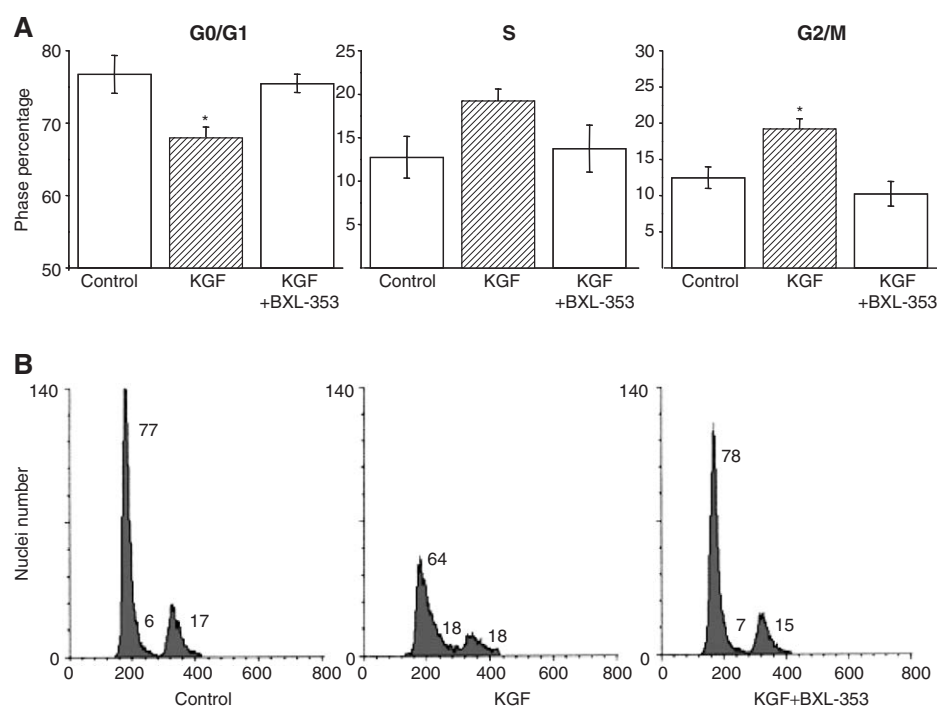 A
G0/G1
S
G2/M
Phase percentage
80
70
60
50
Control
KGF
KGF
+BXL-353
25
20
15
10
5
KGF
Control
KGF
+BXL-353
30
25
20
15
10
5
Control
KGF
KGF
+BXL-353
*
*
B
Nuclei number
140
0
77
6
17
0 200 400 600 800
Control
140
0
64
18
18
0 200 400 600 800
KGF
140
0
78
7
15
0 200 400 600 800
KGF+BXL-353